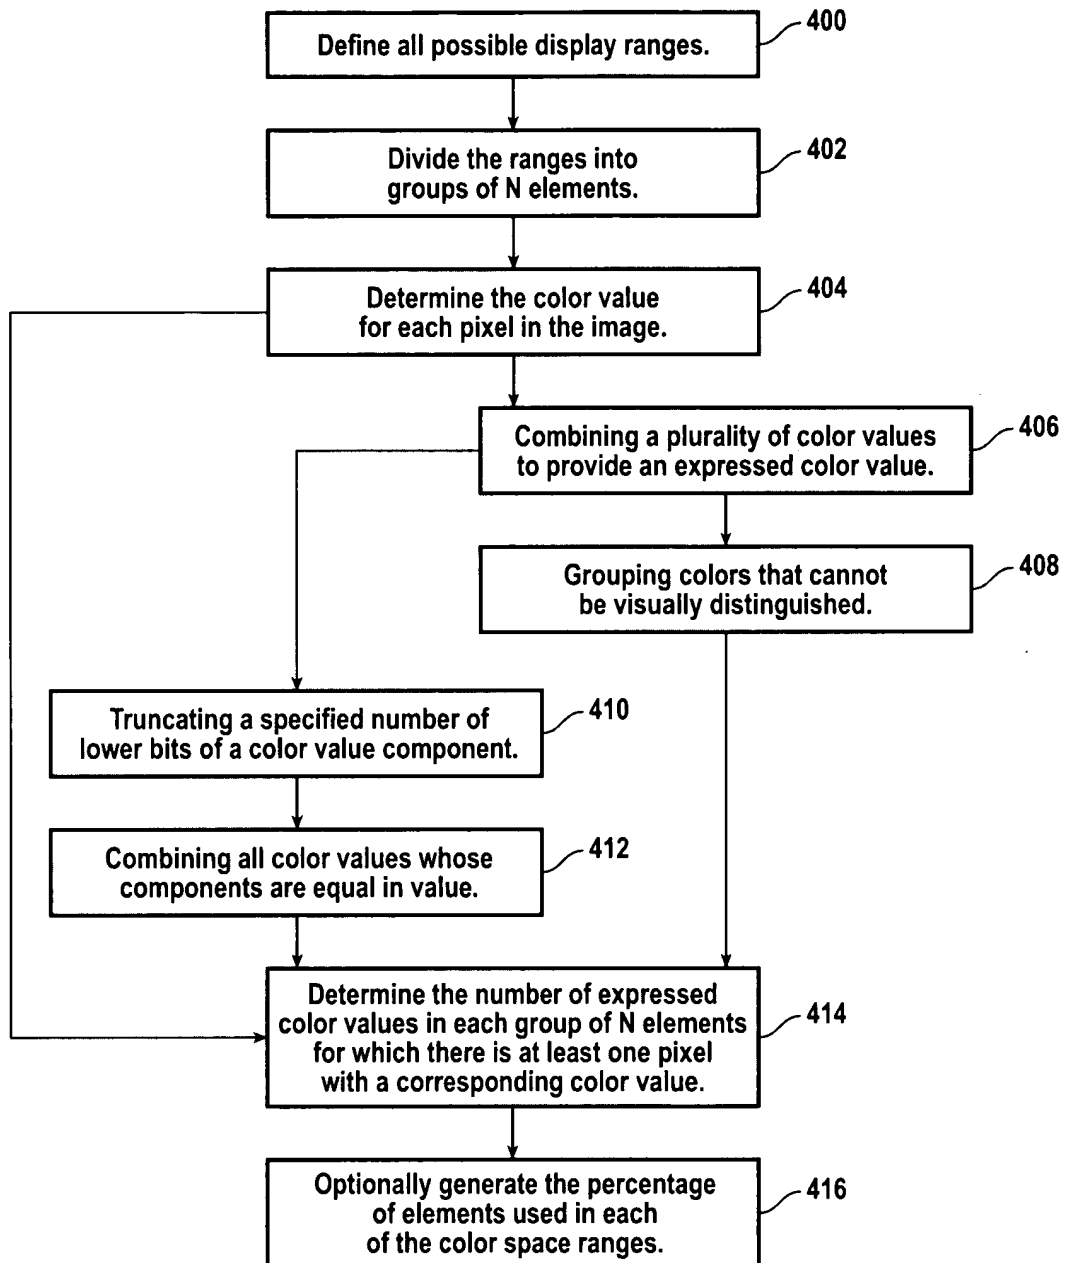 Define all possible display ranges.
400
Divide the ranges into
groups of N elements.
402
Determine the color value
for each pixel in the image.
404
Combining a plurality of color values
to provide an expressed color value.
406
Grouping colors that cannot
be visually distinguished.
408
Truncating a specified number of
lower bits of a color value component.
410
Combining all color values whose
components are equal in value.
412
Determine the number of expressed
color values in each group of N elements
for which there is at least one pixel
with a corresponding color value.
414
Optionally generate the percentage
of elements used in each
of the color space ranges.
416